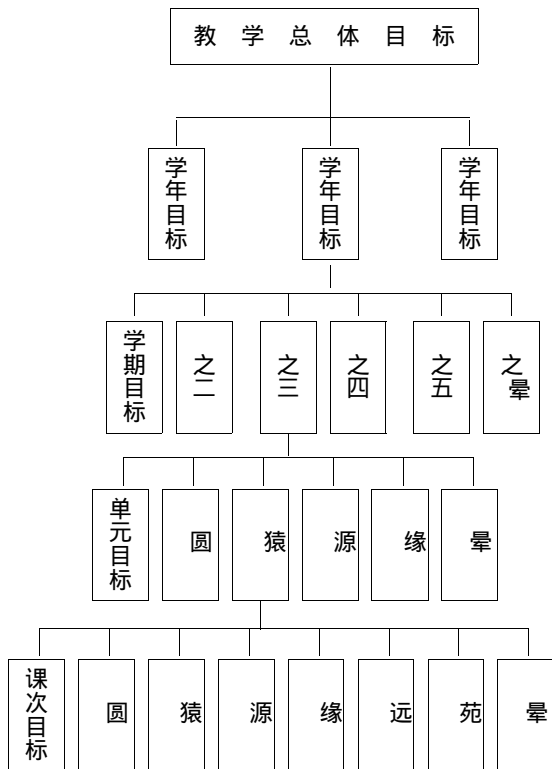 教学总体目标
学年目标 学年目标 学年目标
学期目标 之二 之三 之四 之五 之晕
单元目标 圆 猿 源 缘 晕
课次目标 圆 猿 源 缘 远 苑 晕